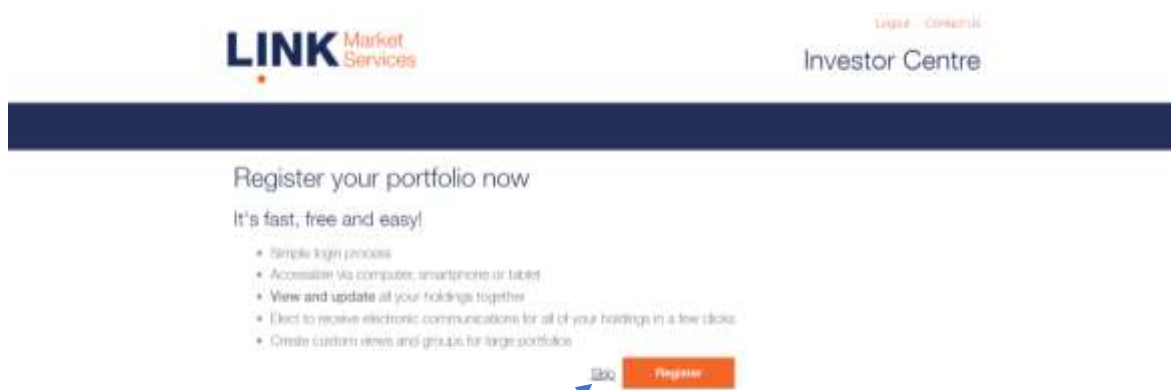 Logout Contact Us
LINK Market Services
Investor Centre
Register your portfolio now
It's fast, free and easy!
• Simple login process
• Accessible via computer, smartphone or tablet
• View and update all your holdings together
• Elect to receive electronic communications for all of your holdings in a few clicks
• Create custom views and groups for large portfolios
Skip Register